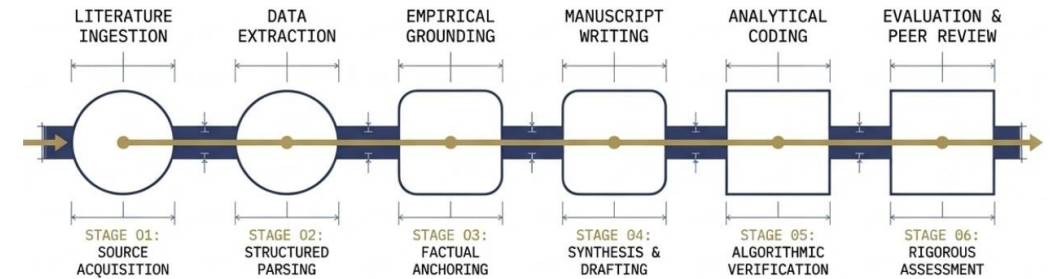 LITERATURE
INGESTION
DATA
EXTRACTION
EMPIRICAL
GROUNDING
MANUSCRIPT
WRITING
ANALYTICAL
CODING
EVALUATION &
PEER REVIEW
STAGE 01:
SOURCE
ACQUISITION
STAGE 02:
STRUCTURED
PARSING
STAGE 03:
FACTUAL
ANCHORING
STAGE 04:
SYNTHESIS &
DRAFTING
STAGE 05:
ALGORITHMIC
VERIFICATION
STAGE 06:
RIGOROUS
ASSESSMENT